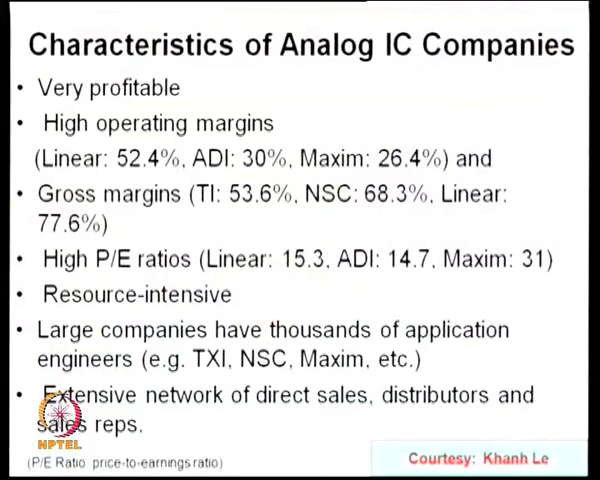 Characteristics of Analog IC Companies
• Very profitable
• High operating margins
(Linear: 52.4%, ADI: 30%, Maxim: 26.4%) and
• Gross margins (TI: 53.6%, NSC: 68.3%, Linear:
77.6%)
• High P/E ratios (Linear: 15.3, ADI: 14.7, Maxim: 31)
• Resource-intensive
• Large companies have thousands of application
engineers (e.g. TXI, NSC, Maxim, etc.)
• Extensive network of direct sales, distributors and
sales reps.
NPTEL
(P/E Ratio price-to-earnings ratio)
Courtesy: Khanh Le